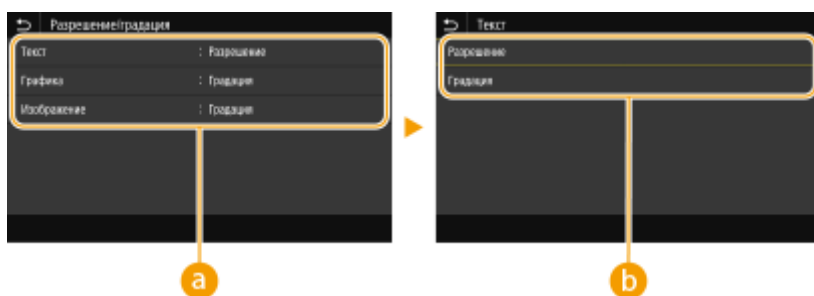 Разрешение/градация
Текст : Разрешение
Графика : Градация
Изображение : Градация
a
Текст
Разрешение
Градация
b